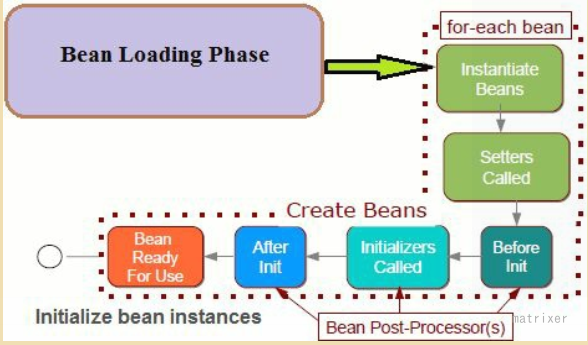 for-each bean
Bean Loading Phase
Instantiate
Beans
Setters
Called
Create Beans
Bean
Ready
For Use
After
Init
Initializers
Called
Before
Init
Initialize bean instances
Bean Post-Processor(s)
matrixer